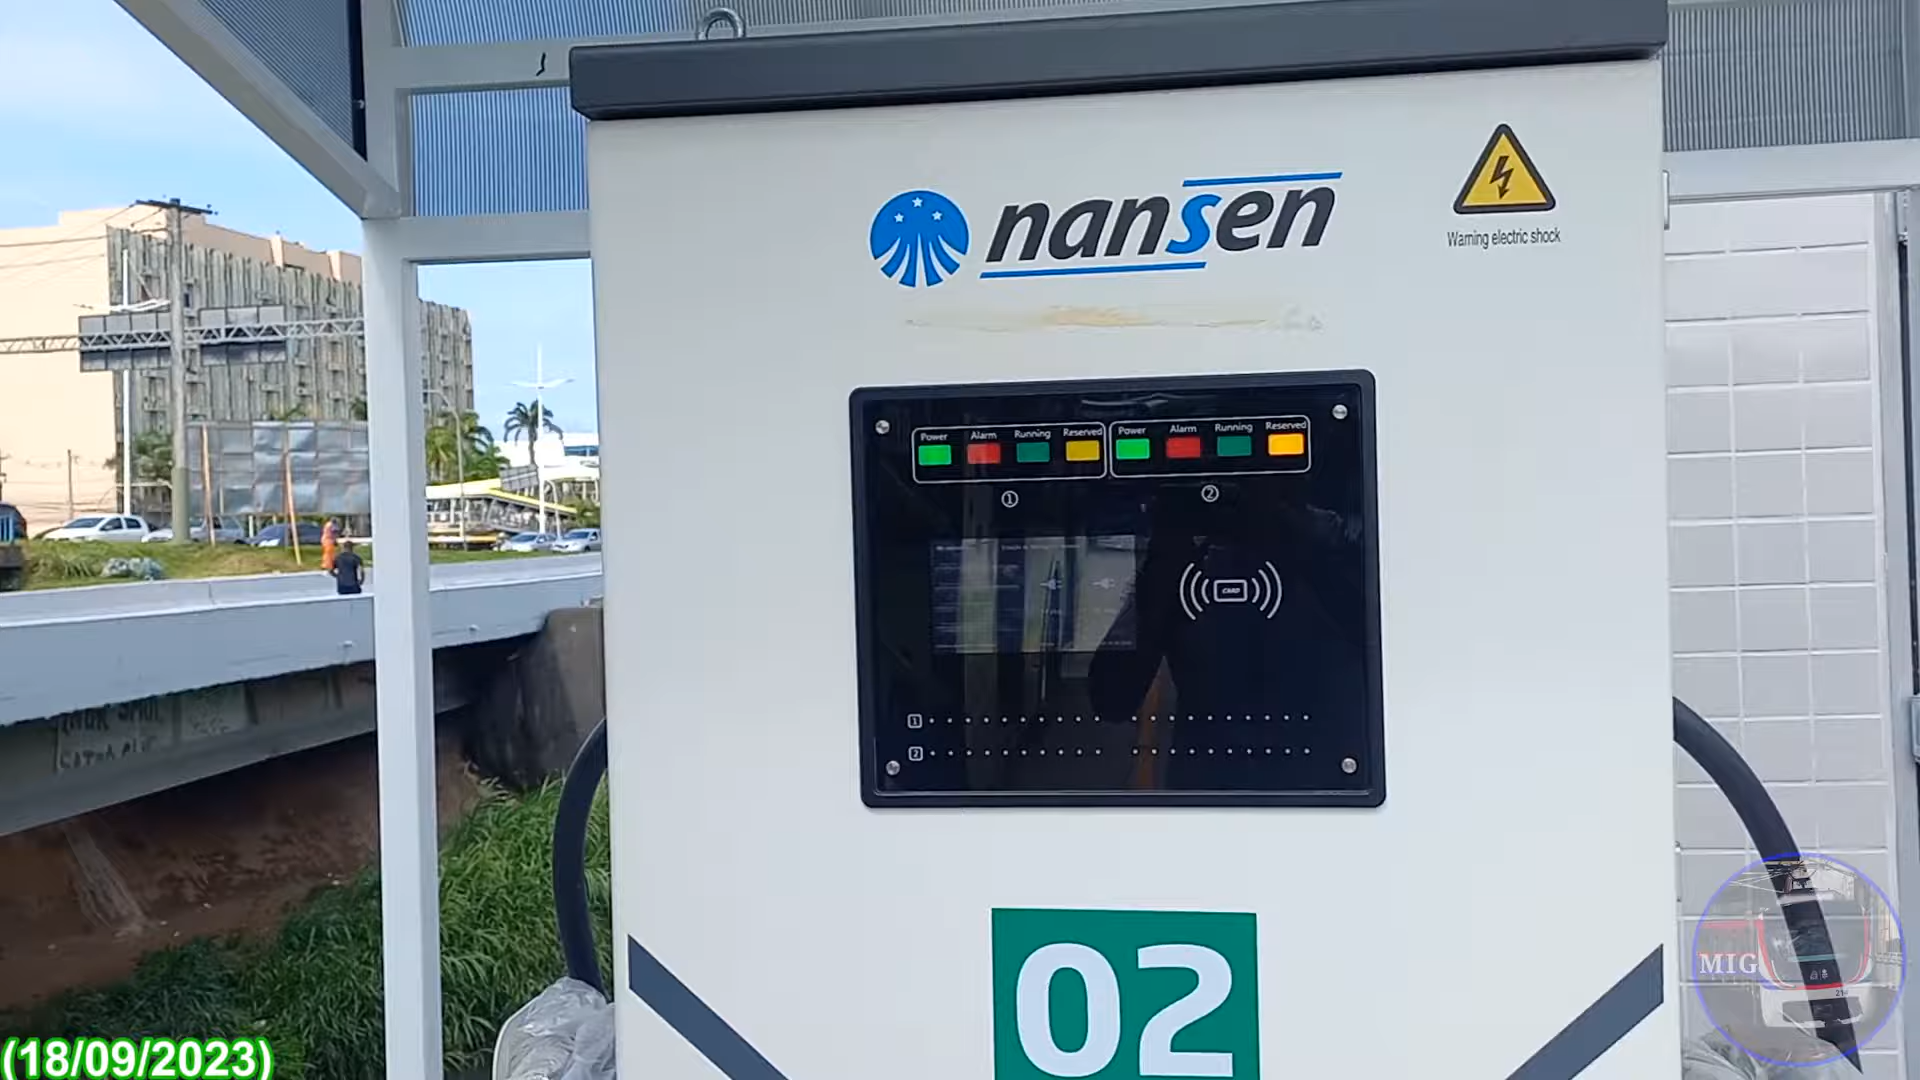 nansen
Warning electric shock
Power Alarm Running Reserved Power Alarm Running Reserved
① ②
CARD
1
2
02
MIG
(18/09/2023)